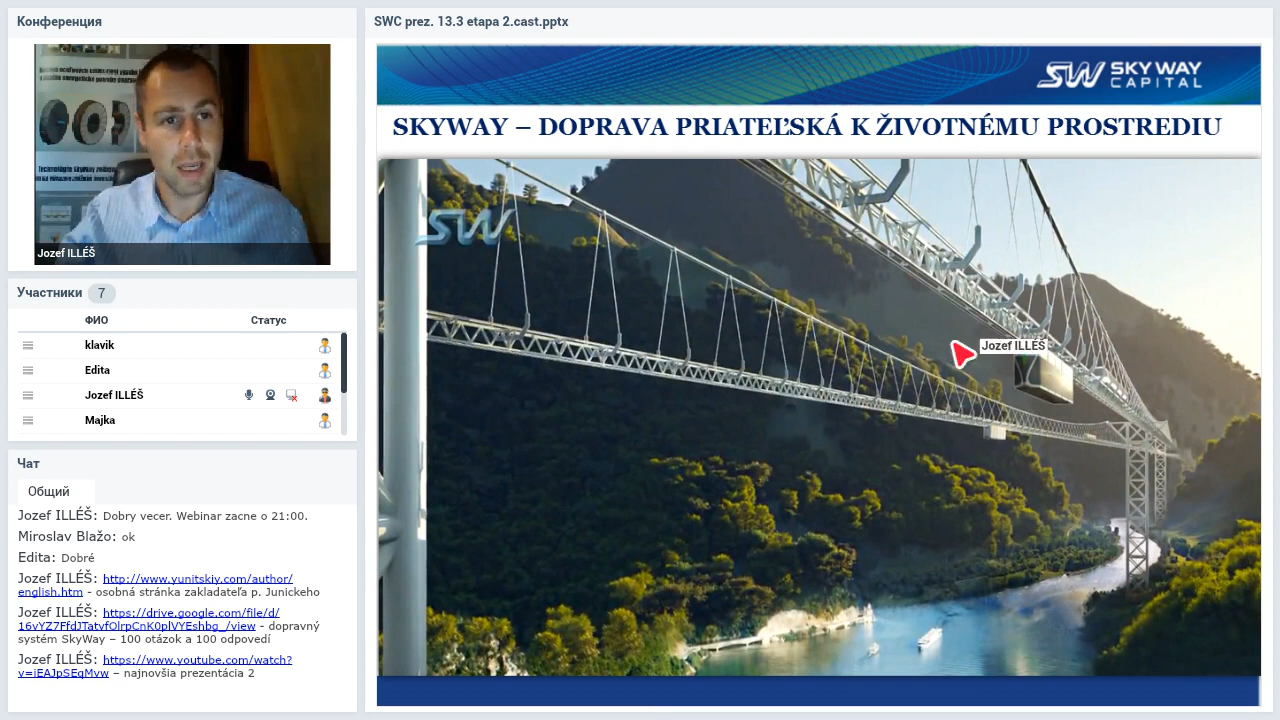 Конференция
Jozef ILLÉŠ
Участники 7
ФИО Статус
klavik
Edita
Jozef ILLÉŠ
Majka
Чат
Общий
Jozef ILLÉŠ: Dobry vecer. Webinar zacne o 21:00.
Miroslav Blažo: ok
Edita: Dobré
Jozef ILLÉŠ: http://www.yunitskiy.com/author/
english.htm - osobná stránka zakladateľa p. Junického
Jozef ILLÉŠ: https://drive.google.com/file/d/
- dopravný
systém SkyWay – 100 otázok a 100 odpovedí
Jozef ILLÉŠ: https://www.youtube.com/watch?
v=iEAJpSEqMvw – najnovšia prezentácia 2
SWC prez. 13.3 etapa 2.cast.pptx
SW SKY WAY
CAPITAL
SKYWAY – DOPRAVA PRIATEĽSKÁ K ŽIVOTNÉMU PROSTREDIU
SW
Jozef ILLÉŠ